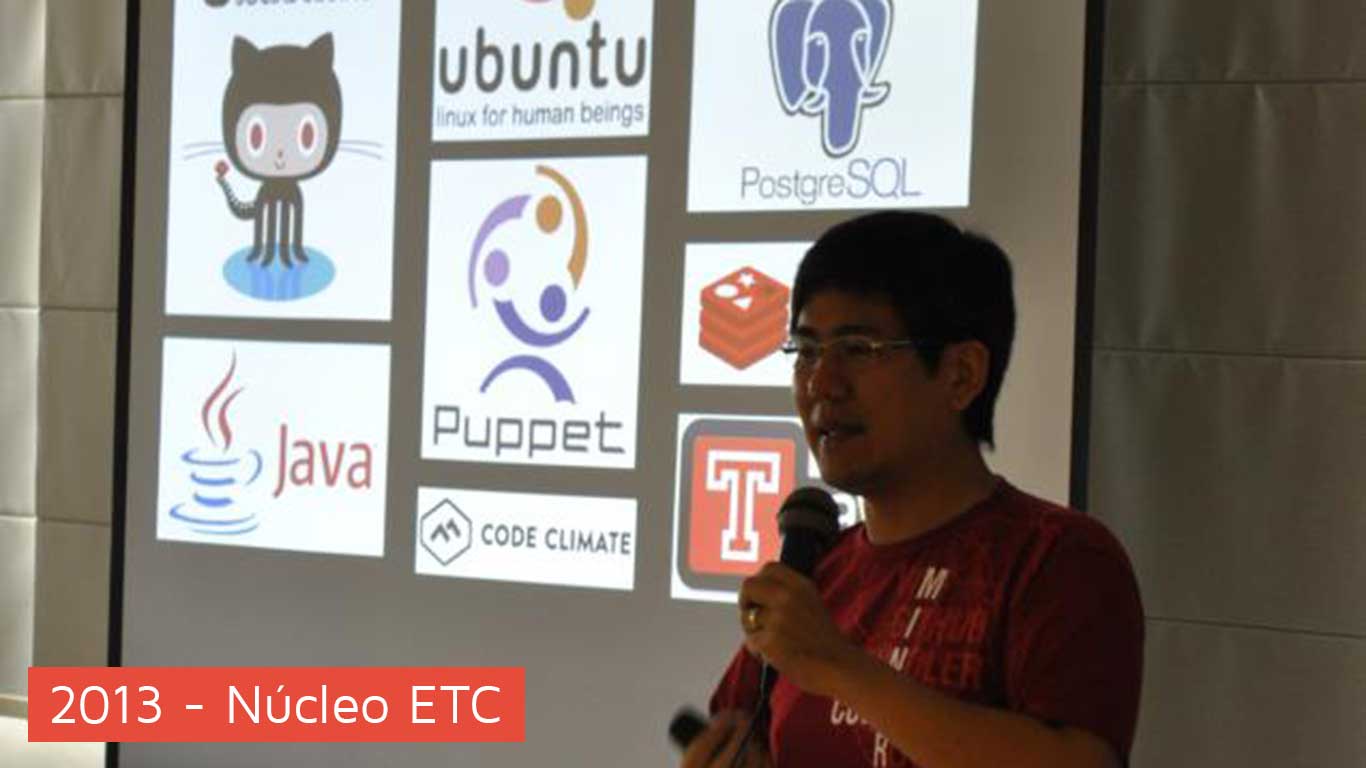 ubuntu
linux for human beings
PostgreSQL
Puppet
Java
CODE CLIMATE
T
2013 - Núcleo ETC